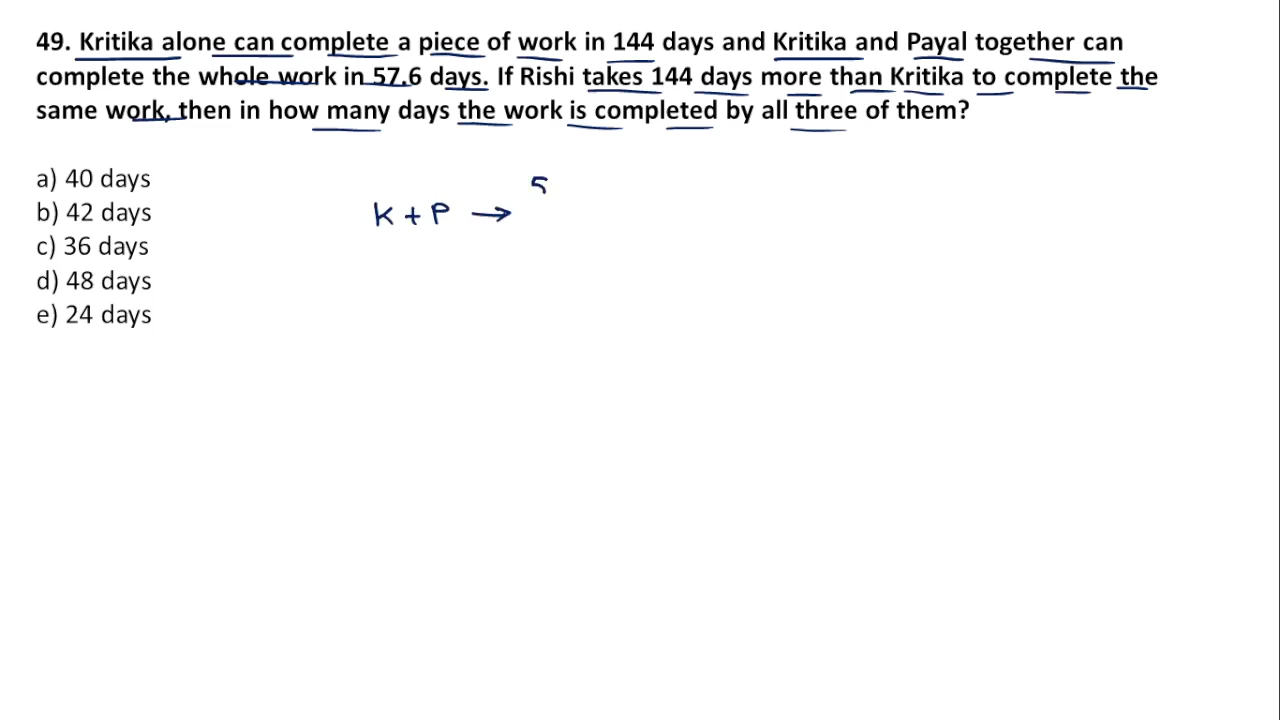 49. Kritika alone can complete a piece of work in 144 days and Kritika and Payal together can
complete the whole work in 57.6 days. If Rishi takes 144 days more than Kritika to complete the
same work, then in how many days the work is completed by all three of them?
a) 40 days
b) 42 days
c) 36 days
d) 48 days
e) 24 days
5
K + P →